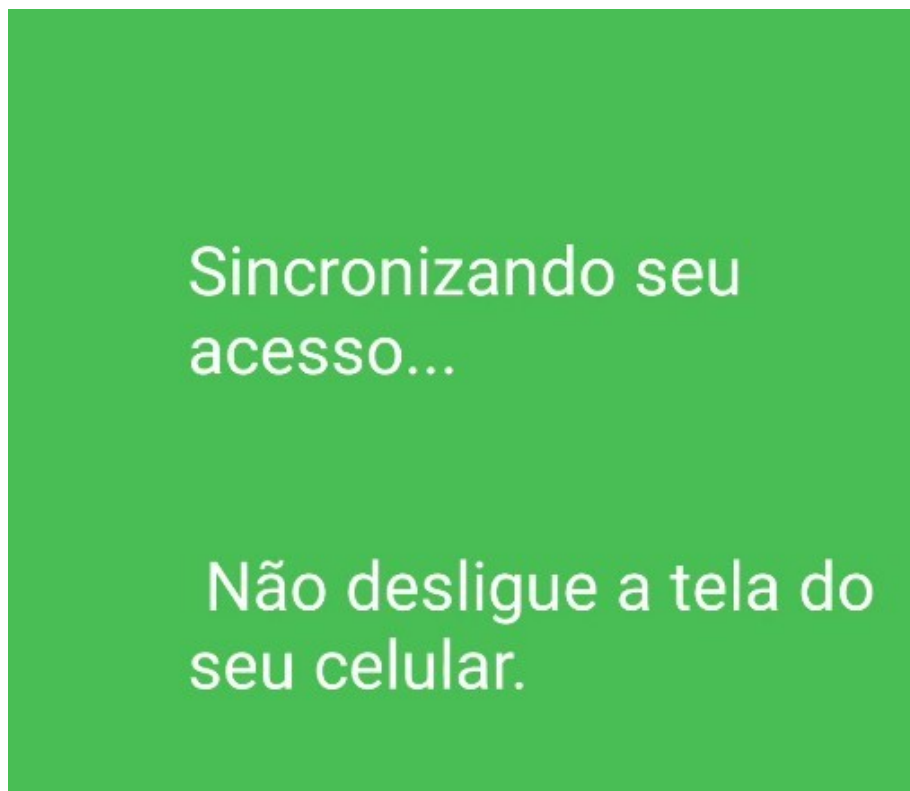 Sincronizando seu
acesso...
Não desligue a tela do
seu celular.